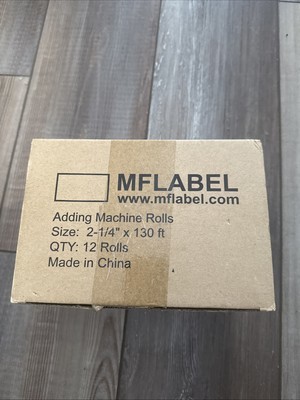 MFLABEL
www.mflabel.com
Adding Machine Rolls
Size: 2-1/4" x 130 ft
QTY: 12 Rolls
Made in China